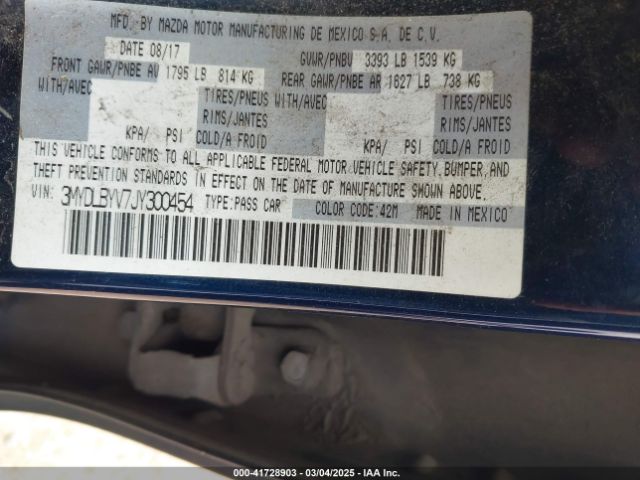 MFD. BY MAZDA MOTOR MANUFACTURING DE MEXICO S.A. DE C.V.
DATE 08/17 GVWR/PNBV 3393 LB 1539 KG
FRONT GAWR/PNBE AV 1795 LB 814 KG REAR GAWR/PNBE AR 1627 LB 738 KG
WITH/AVEC TIRES/PNEUS WITH/AVEC TIRES/PNEUS
RIMS/JANTES RIMS/JANTES
KPA/ PSI COLD/A FROID KPA/ PSI COLD/A FROID
THIS VEHICLE CONFORMS TO ALL APPLICABLE FEDERAL MOTOR VEHICLE SAFETY, BUMPER, AND
THEFT PREVENTION STANDARDS IN EFFECT ON THE DATE OF MANUFACTURE SHOWN ABOVE.
VIN: 3MYDLBYV7JY300454 TYPE:PASS CAR COLOR CODE:42M MADE IN MEXICO
000-41728903 - 03/04/2025 - IAA Inc.